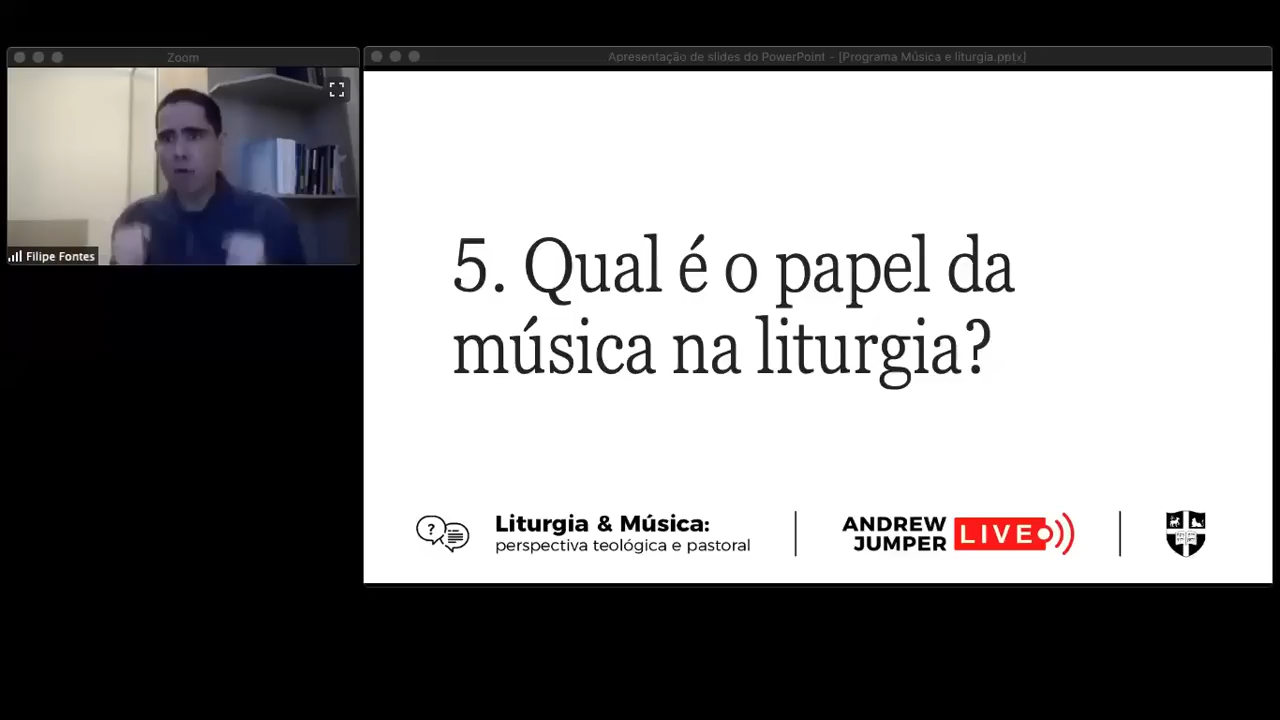 Zoom
Apresentação de slides do PowerPoint - [Programa Música e liturgia.pptx]
Filipe Fontes
5. Qual é o papel da
música na liturgia?
?
Liturgia & Música:
perspectiva teológica e pastoral
ANDREW
JUMPER
LIVE